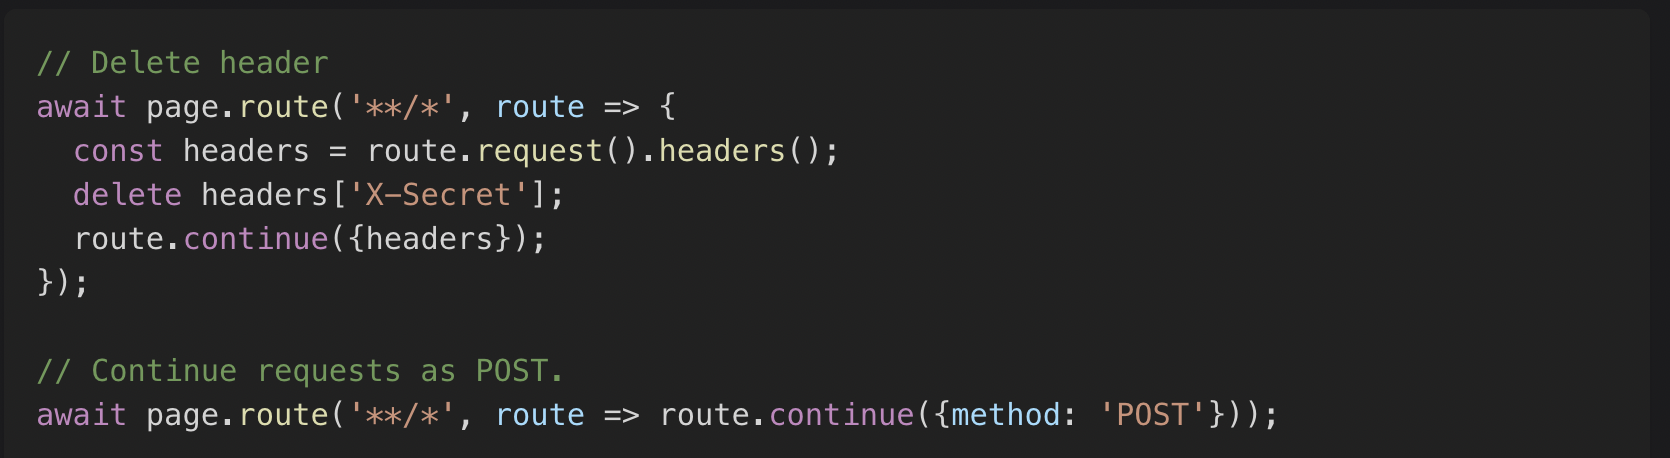 // Delete header
await page.route('**/*', route => {
  const headers = route.request().headers();
  delete headers['X-Secret'];
  route.continue({headers});
});

// Continue requests as POST.
await page.route('**/*', route => route.continue({method: 'POST'}));